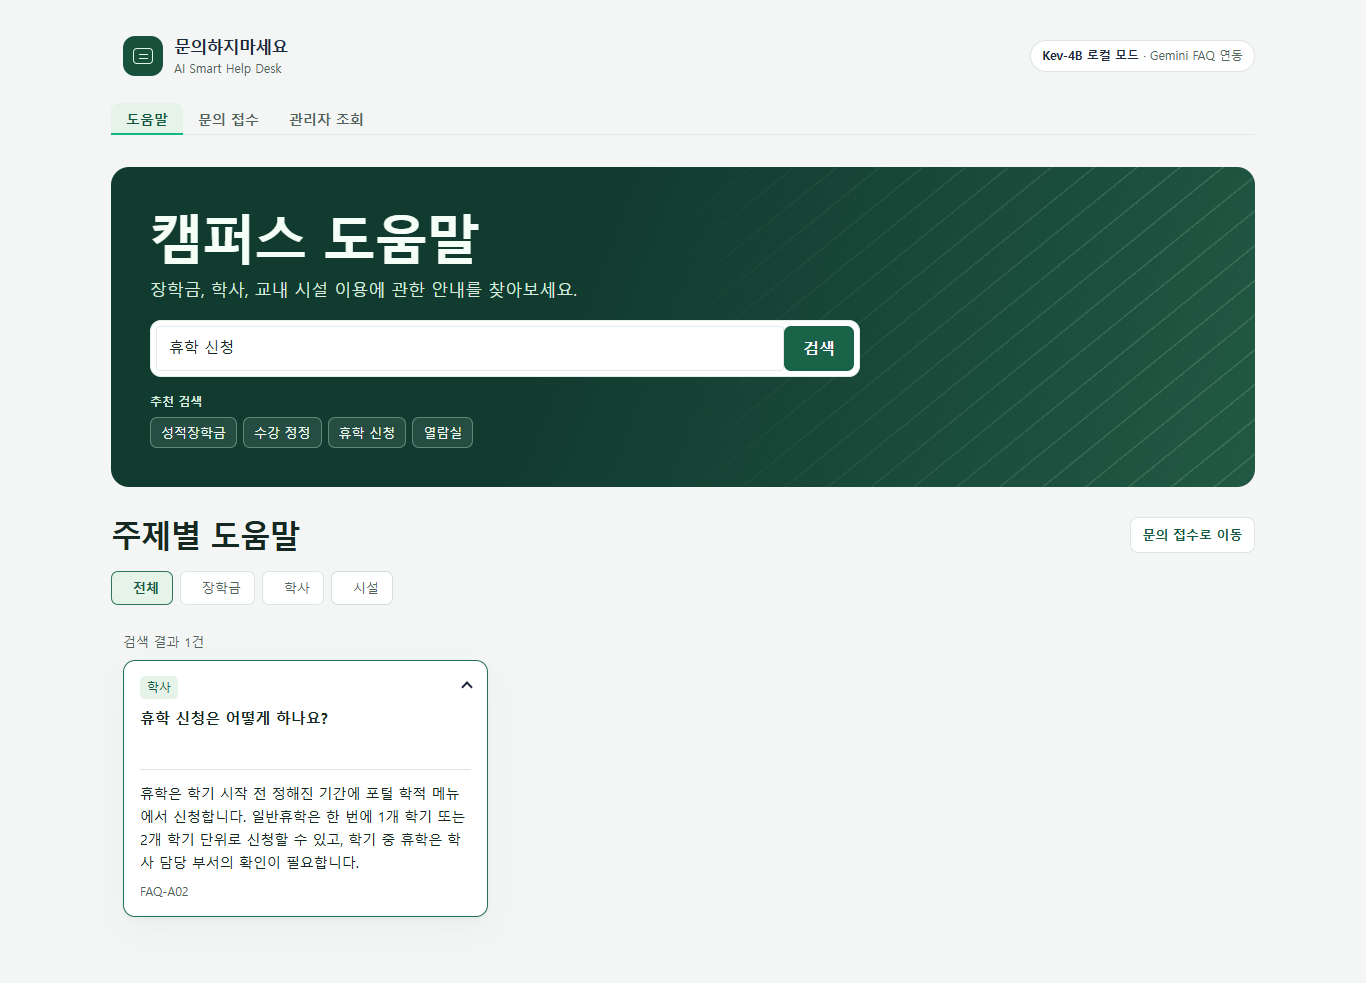 문의하지마세요
AI Smart Help Desk
Kev-4B 로컬 모드 · Gemini FAQ 연동
도움말
문의 접수
관리자 조회
캠퍼스 도움말
장학금, 학사, 교내 시설 이용에 관한 안내를 찾아보세요.
휴학 신청
검색
추천 검색
성적장학금
수강 정정
휴학 신청
열람실
주제별 도움말
문의 접수로 이동
전체
장학금
학사
시설
검색 결과 1건
학사
휴학 신청은 어떻게 하나요?
휴학은 학기 시작 전 정해진 기간에 포털 학적 메뉴
에서 신청합니다. 일반휴학은 한 번에 1개 학기 또는
2개 학기 단위로 신청할 수 있고, 학기 중 휴학은 학
사 담당 부서의 확인이 필요합니다.
FAQ-A02